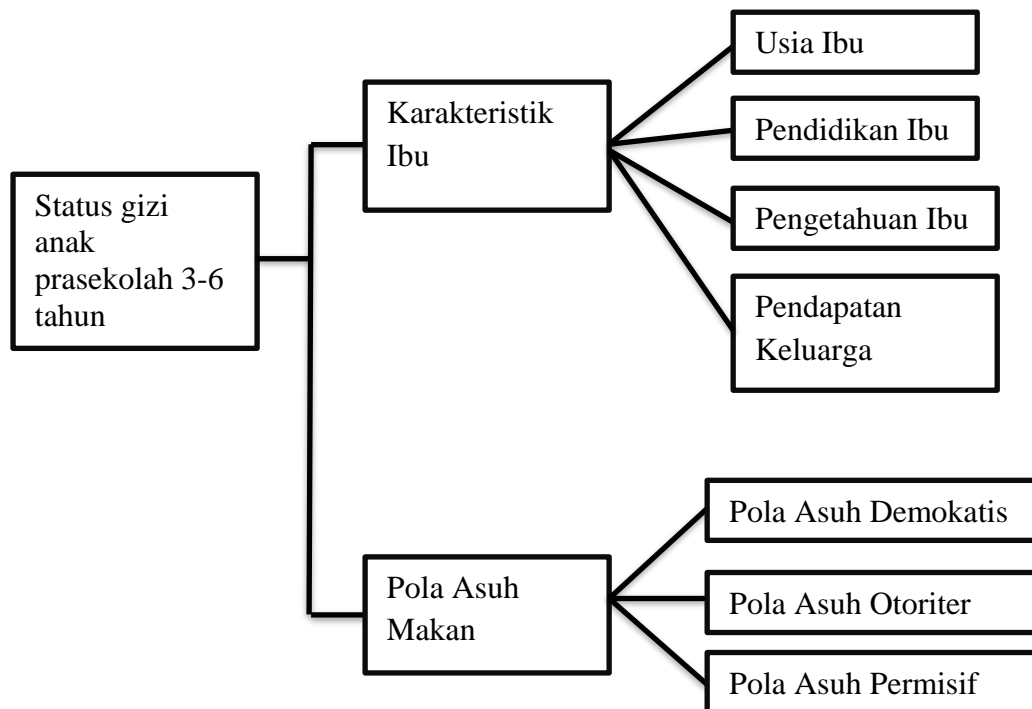 Status gizi
anak
prasekolah 3-6
tahun
Karakteristik
Ibu
Usia Ibu
Pendidikan Ibu
Pengetahuan Ibu
Pendapatan
Keluarga
Pola Asuh
Makan
Pola Asuh Demokatis
Pola Asuh Otoriter
Pola Asuh Permisif